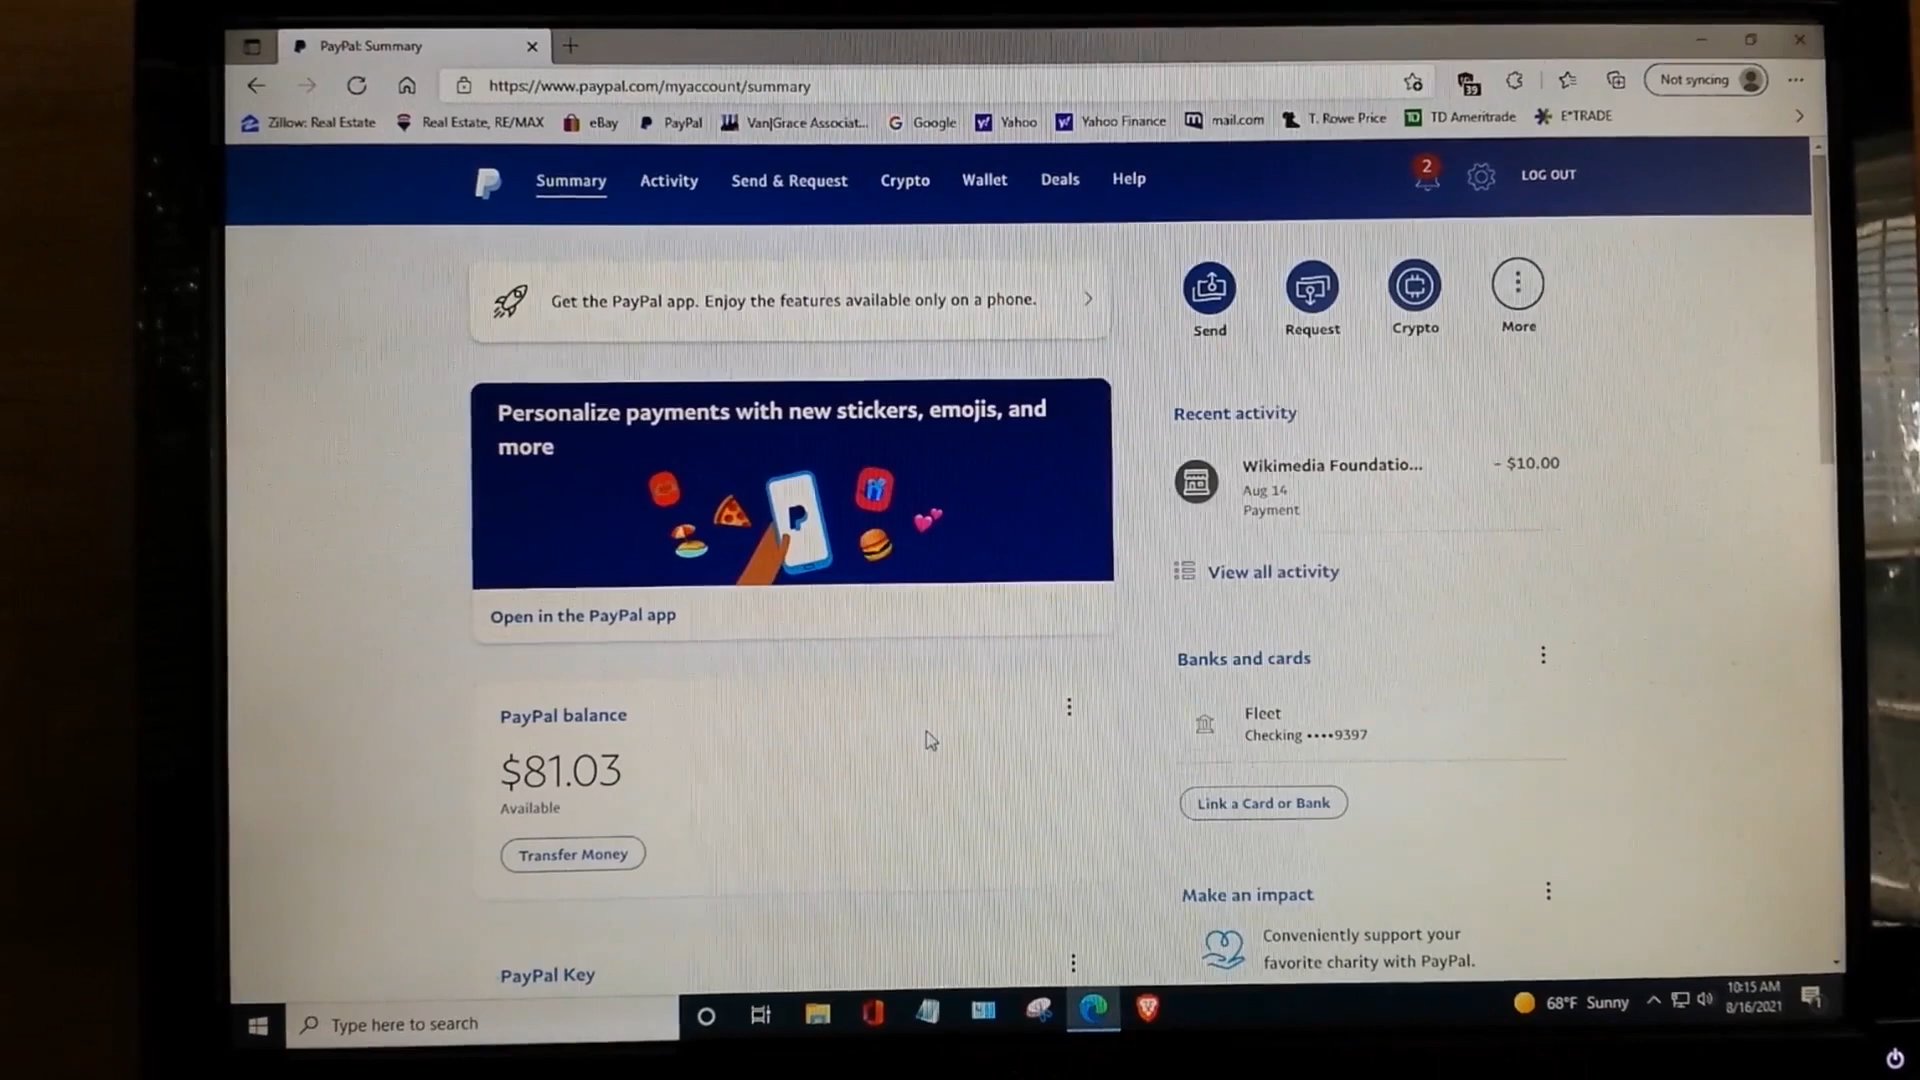 PayPal: Summary
https://www.paypal.com/myaccount/summary
39
Not syncing
Zillow: Real Estate
Real Estate, RE/MAX
eBay
PayPal
Van|Grace Associat...
Google
Yahoo
Yahoo Finance
mail.com
T. Rowe Price
TD Ameritrade
E*TRADE
Summary
Activity
Send & Request
Crypto
Wallet
Deals
Help
2
LOG OUT
Get the PayPal app. Enjoy the features available only on a phone.
Send
Request
Crypto
More
Personalize payments with new stickers, emojis, and
more
Open in the PayPal app
Recent activity
Wikimedia Foundatio...
- $10.00
Aug 14
Payment
View all activity
PayPal balance
$81.03
Available
Transfer Money
Banks and cards
Fleet
Checking ••••9397
Link a Card or Bank
Make an impact
Conveniently support your
favorite charity with PayPal.
PayPal Key
Type here to search
68°F Sunny
10:15 AM
8/16/2021
1